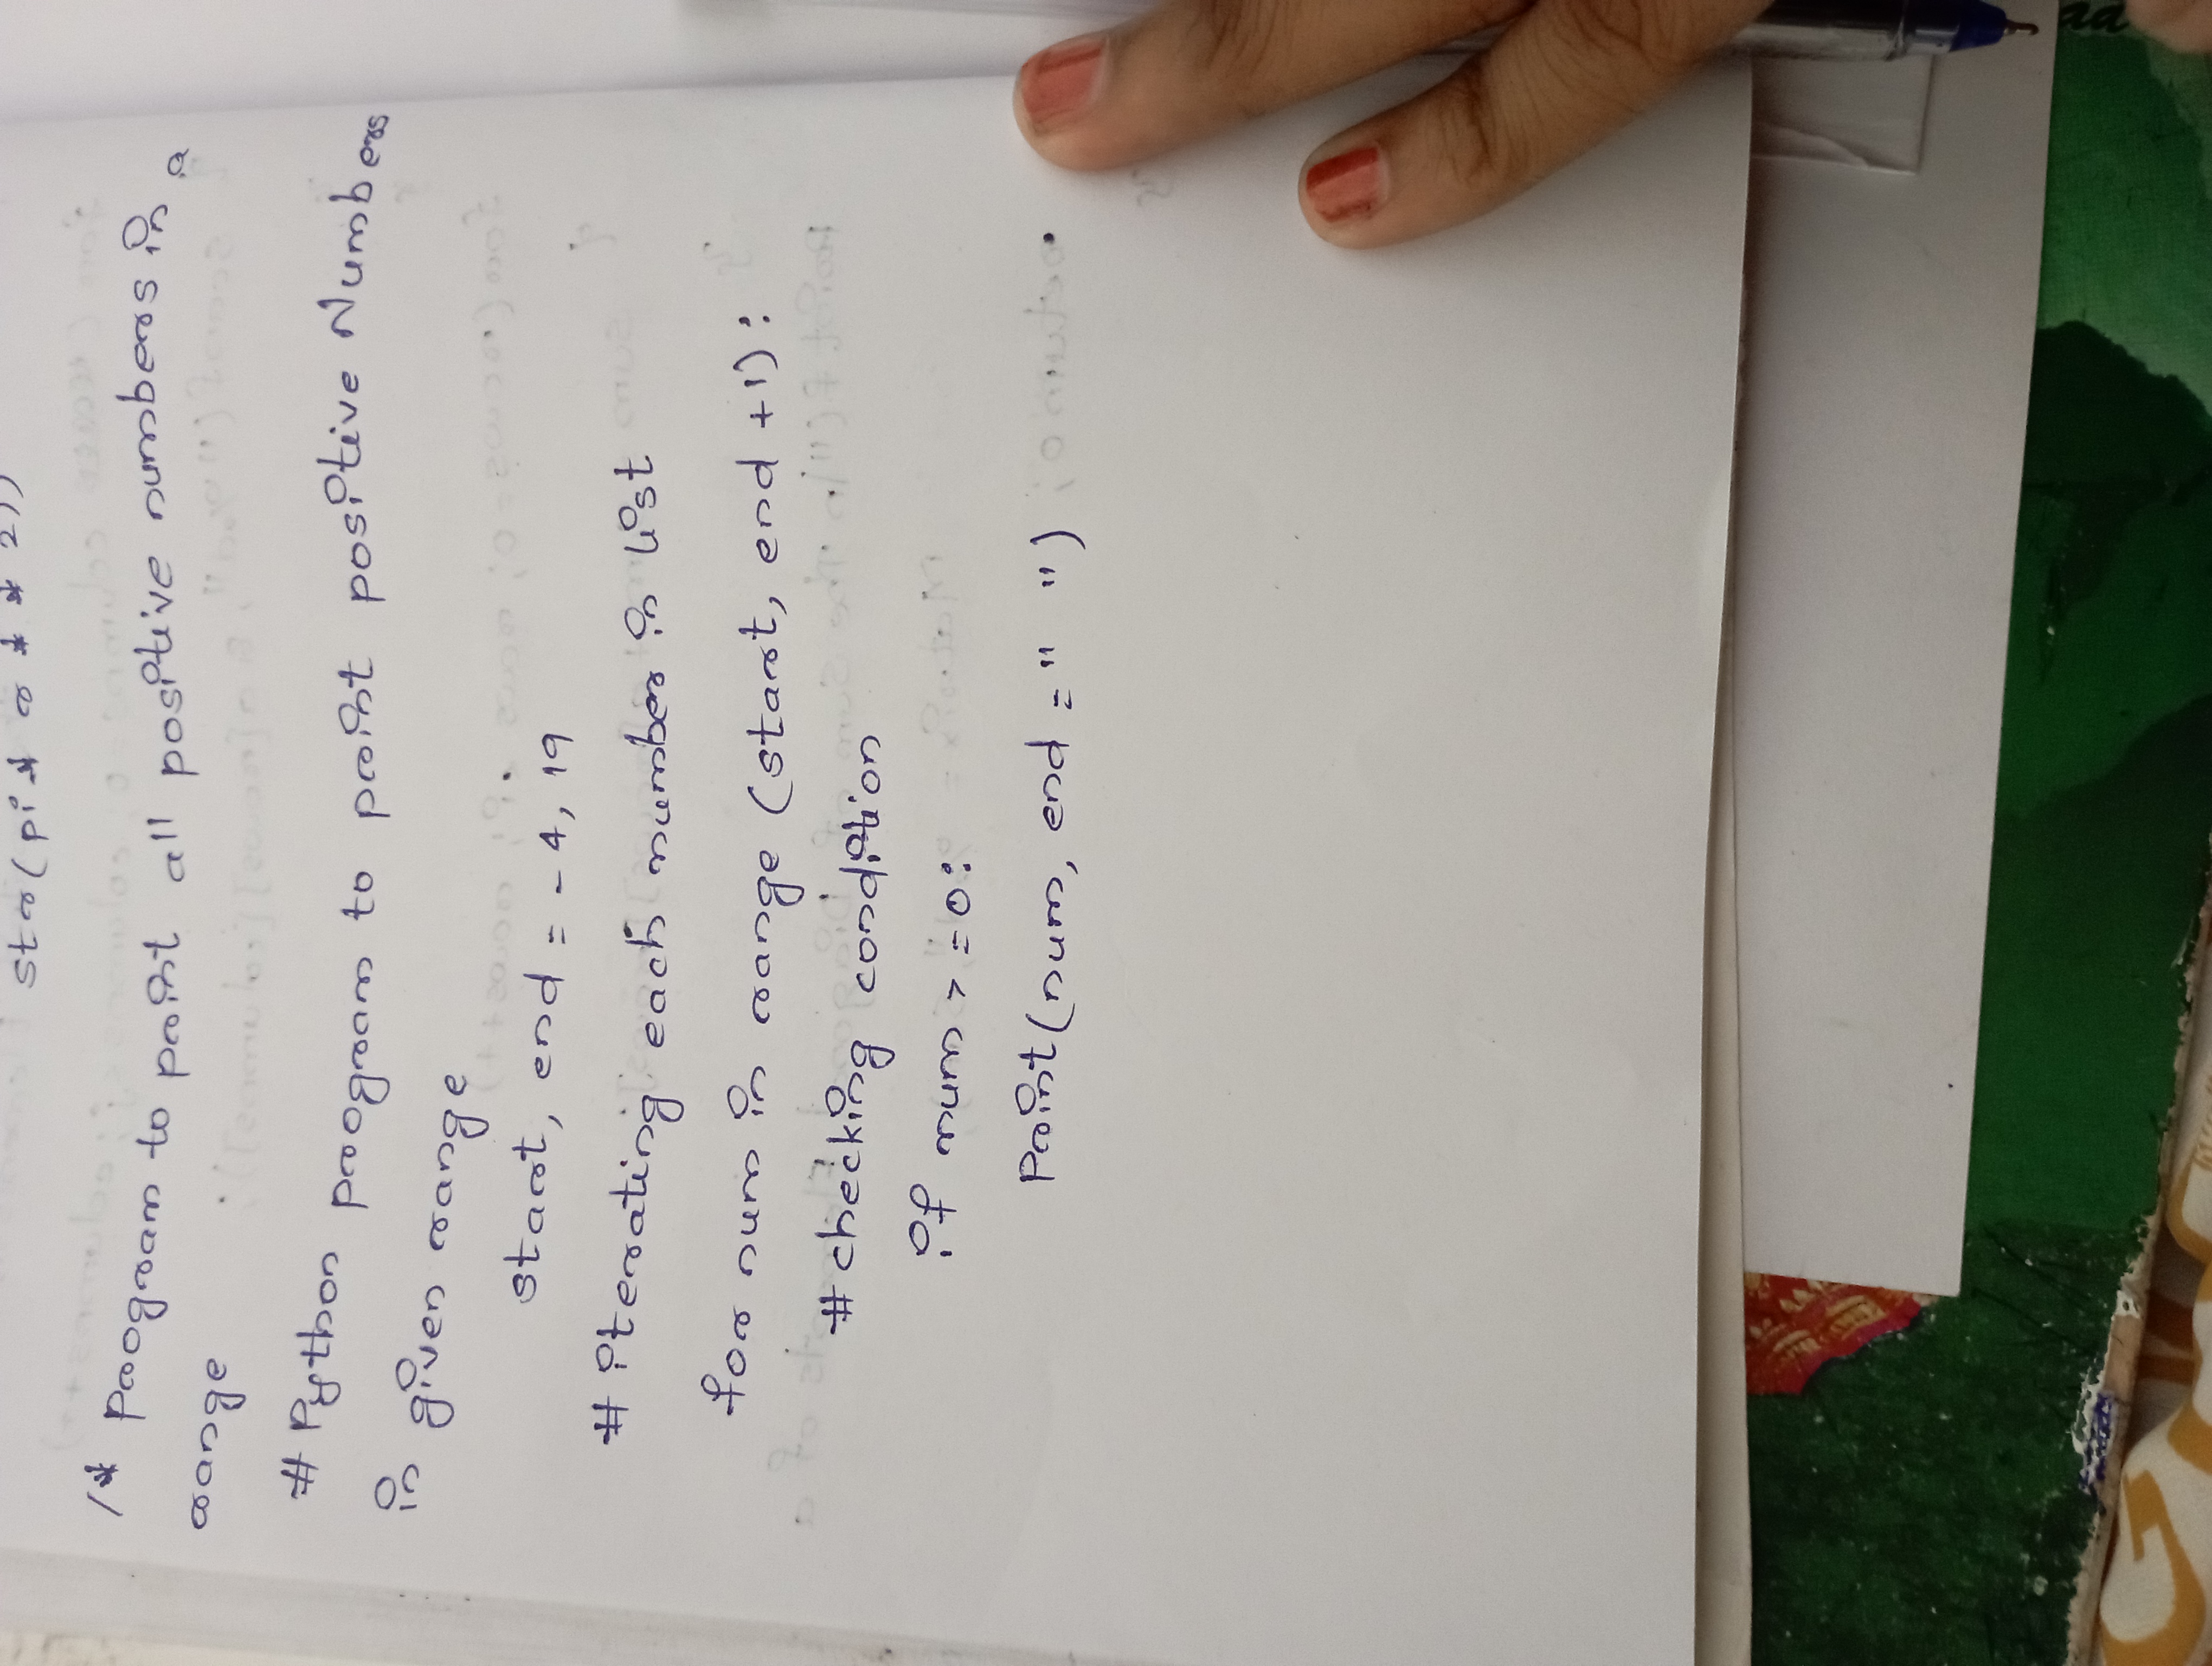 str(pi * r * * 2))
/* Program to print all positive numbers in a
range
# Python program to print positive Numbers
in given range
start, end = - 4, 19
# iterating each number in list
for num in range (start, end +1) :
# checking condition
if num > = 0 :
Print(num, end = " ")